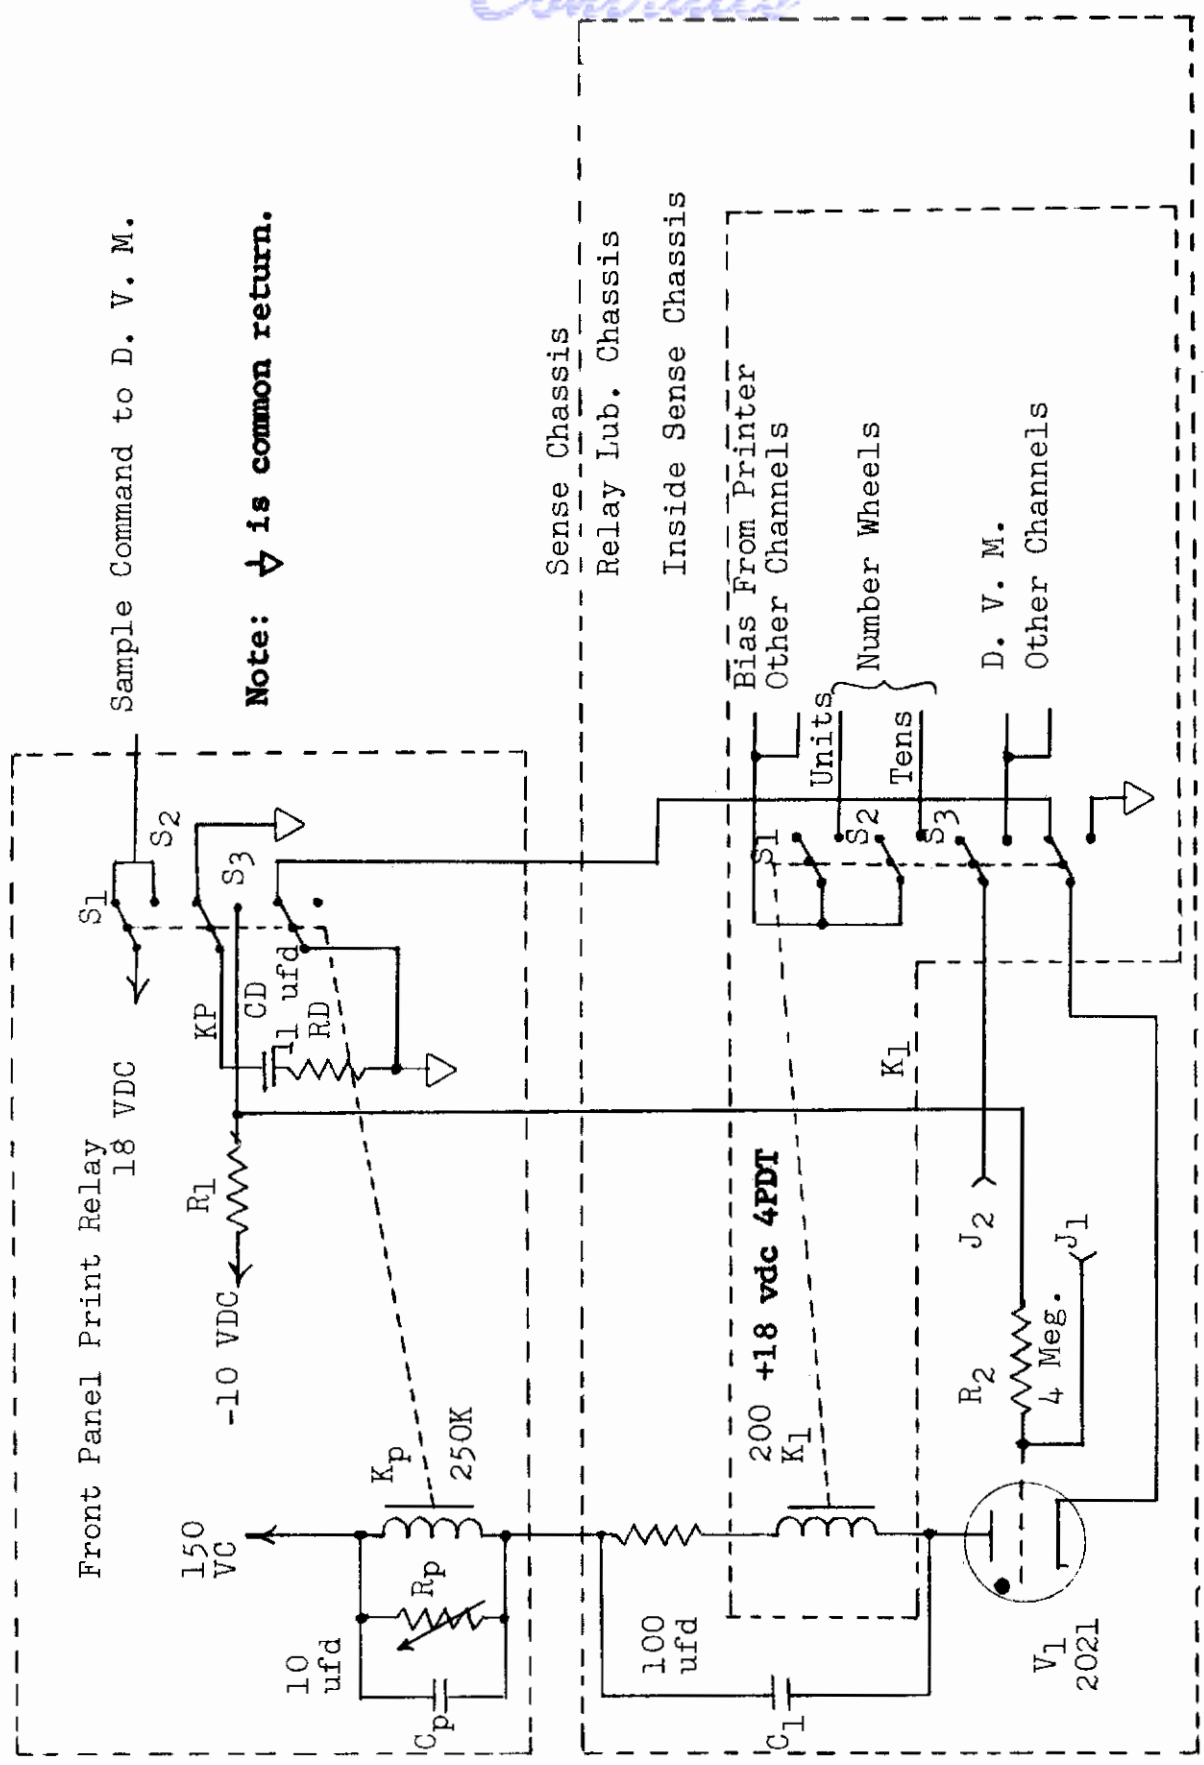 Contrails
Front Panel Print Relay
18 VDC
Sample Command to D. V. M.
S1
S2
Note: is common return.
150
VC
-10 VDC
R1
KP
S3
CD
1 ufd
RD
10
ufd
Rp
Kp
250K
Cp
Sense Chassis
Relay Lub. Chassis
Inside Sense Chassis
100
ufd
200 +18 vdc 4PDT
K1
C1
Bias From Printer
Other Channels
S1
Units
S2
Number Wheels
Tens
S3
K1
D. V. M.
Other Channels
J2
R2
4 Meg.
J1
V1
2021